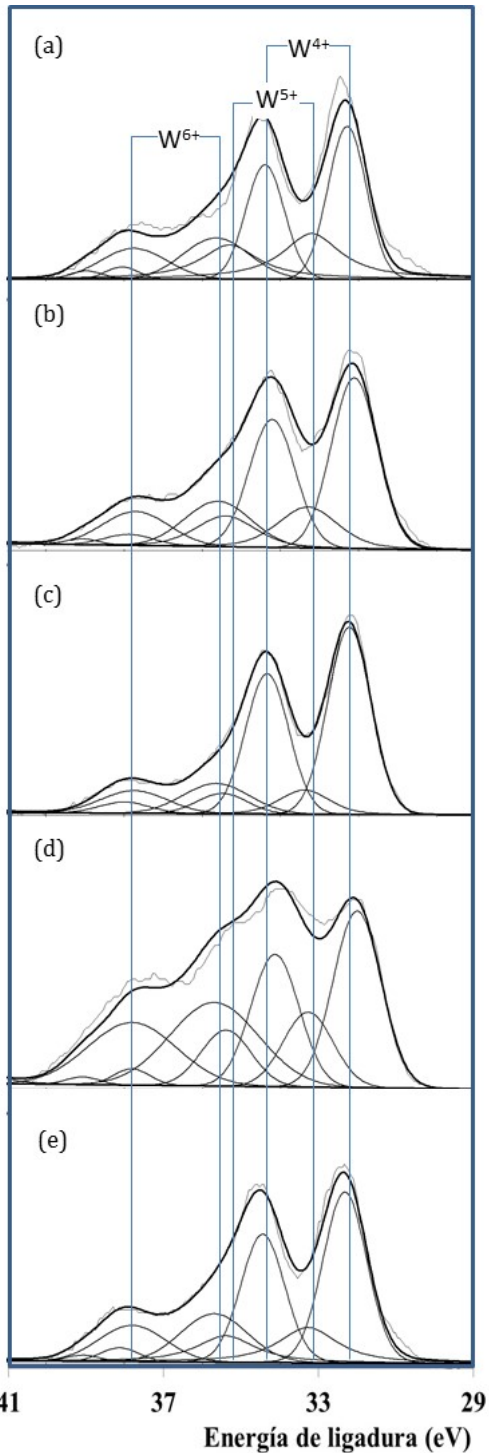 (a)
W⁴⁺
W⁵⁺
W⁶⁺
(b)
(c)
(d)
(e)
41 37 33 29
Energía de ligadura (eV)